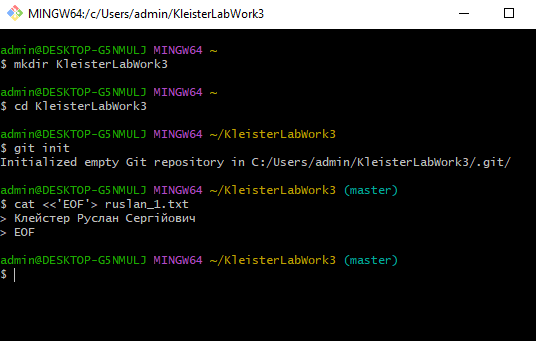 MINGW64:/c/Users/admin/KleisterLabWork3
admin@DESKTOP-G5NMULJ MINGW64 ~
$ mkdir KleisterLabWork3
admin@DESKTOP-G5NMULJ MINGW64 ~
$ cd KleisterLabWork3
admin@DESKTOP-G5NMULJ MINGW64 ~/KleisterLabWork3
$ git init
Initialized empty Git repository in C:/Users/admin/KleisterLabWork3/.git/
admin@DESKTOP-G5NMULJ MINGW64 ~/KleisterLabWork3 (master)
$ cat <<'EOF'> ruslan_1.txt
> Клейстер Руслан Сергійович
> EOF
admin@DESKTOP-G5NMULJ MINGW64 ~/KleisterLabWork3 (master)
$